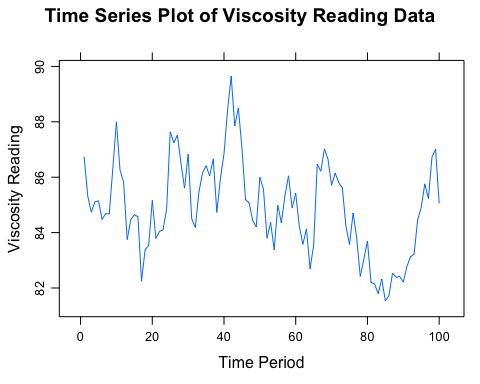 Time Series Plot of Viscosity Reading Data
90
88
86
84
82
Viscosity Reading
0 20 40 60 80 100
Time Period